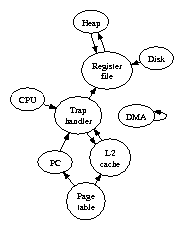 Heap
Disk
Register
file
CPU
Trap
handler
DMA
PC
L2
cache
Page
table